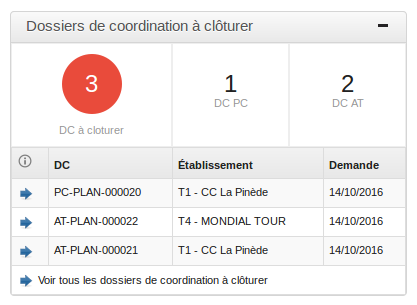 Dossiers de coordination à clôturer
3
DC à cloturer
1
DC PC
2
DC AT
DC Établissement Demande
PC-PLAN-000020 T1 - CC La Pinède 14/10/2016
AT-PLAN-000022 T4 - MONDIAL TOUR 14/10/2016
AT-PLAN-000021 T1 - CC La Pinède 14/10/2016
Voir tous les dossiers de coordination à clôturer